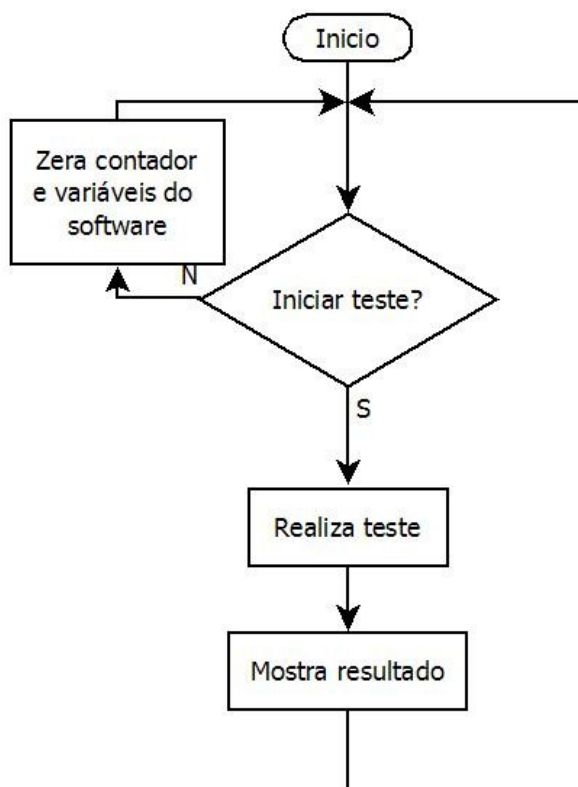 Inicio
Zera contador
e variáveis do
software
N
Iniciar teste?
S
Realiza teste
Mostra resultado